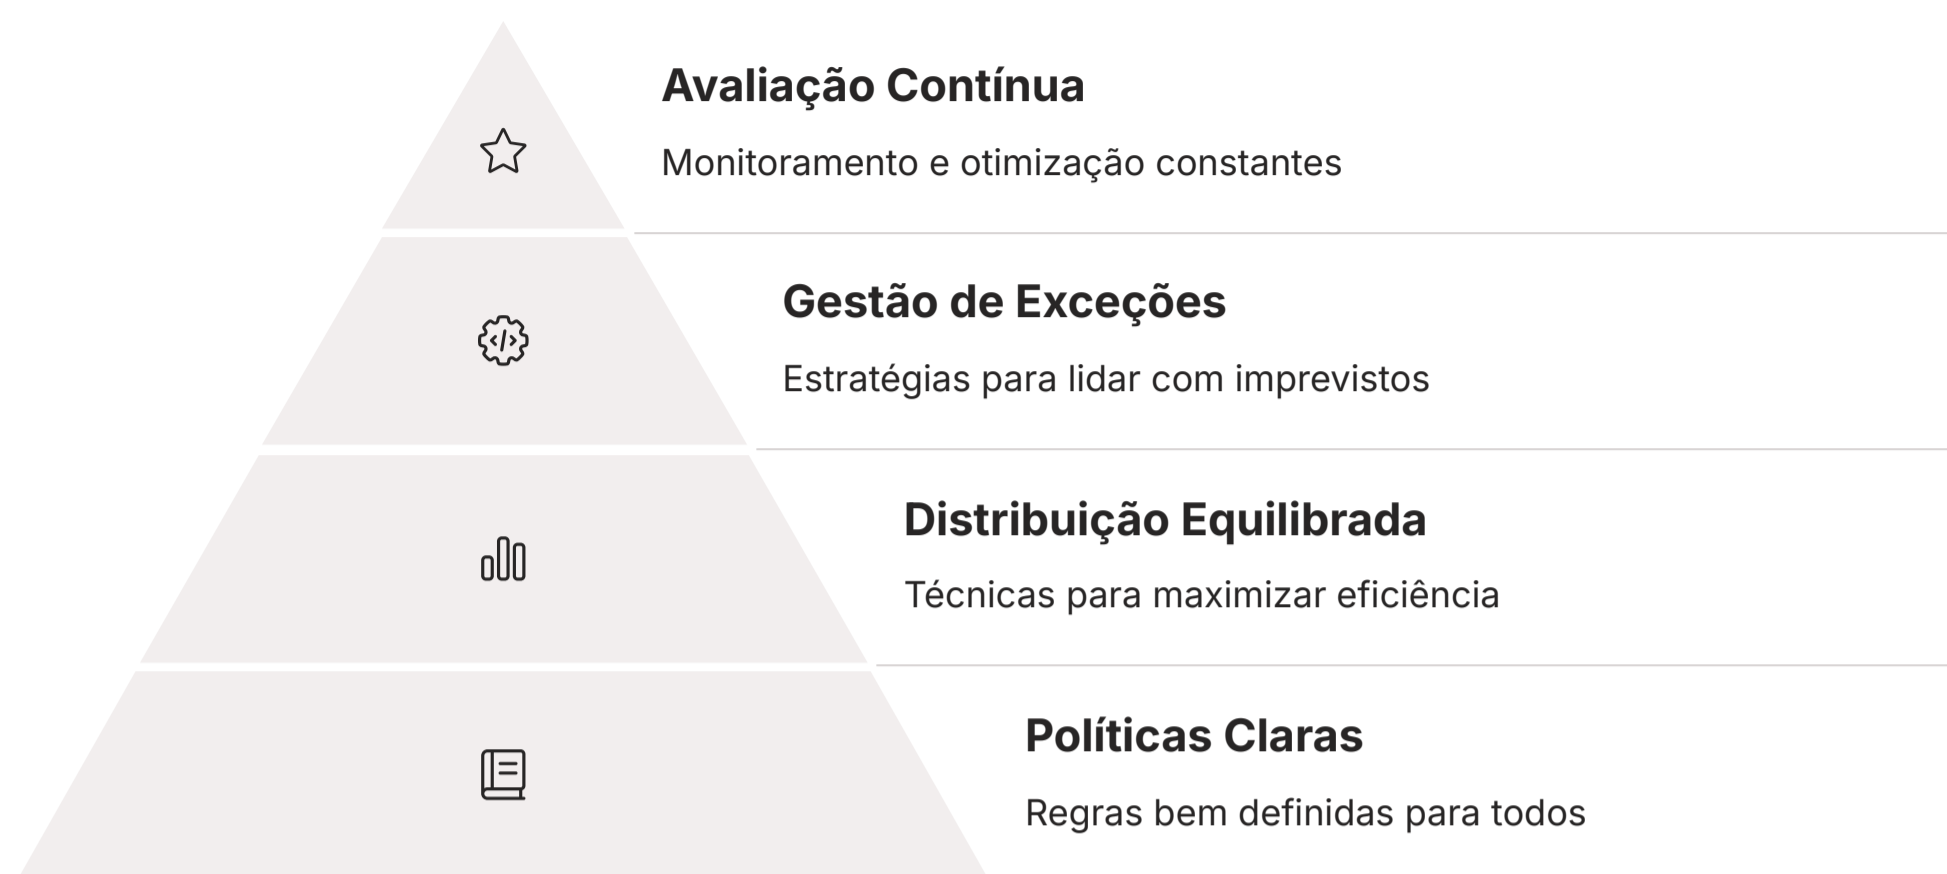 Avaliação Contínua
Monitoramento e otimização constantes
Gestão de Exceções
Estratégias para lidar com imprevistos
Distribuição Equilibrada
Técnicas para maximizar eficiência
Políticas Claras
Regras bem definidas para todos